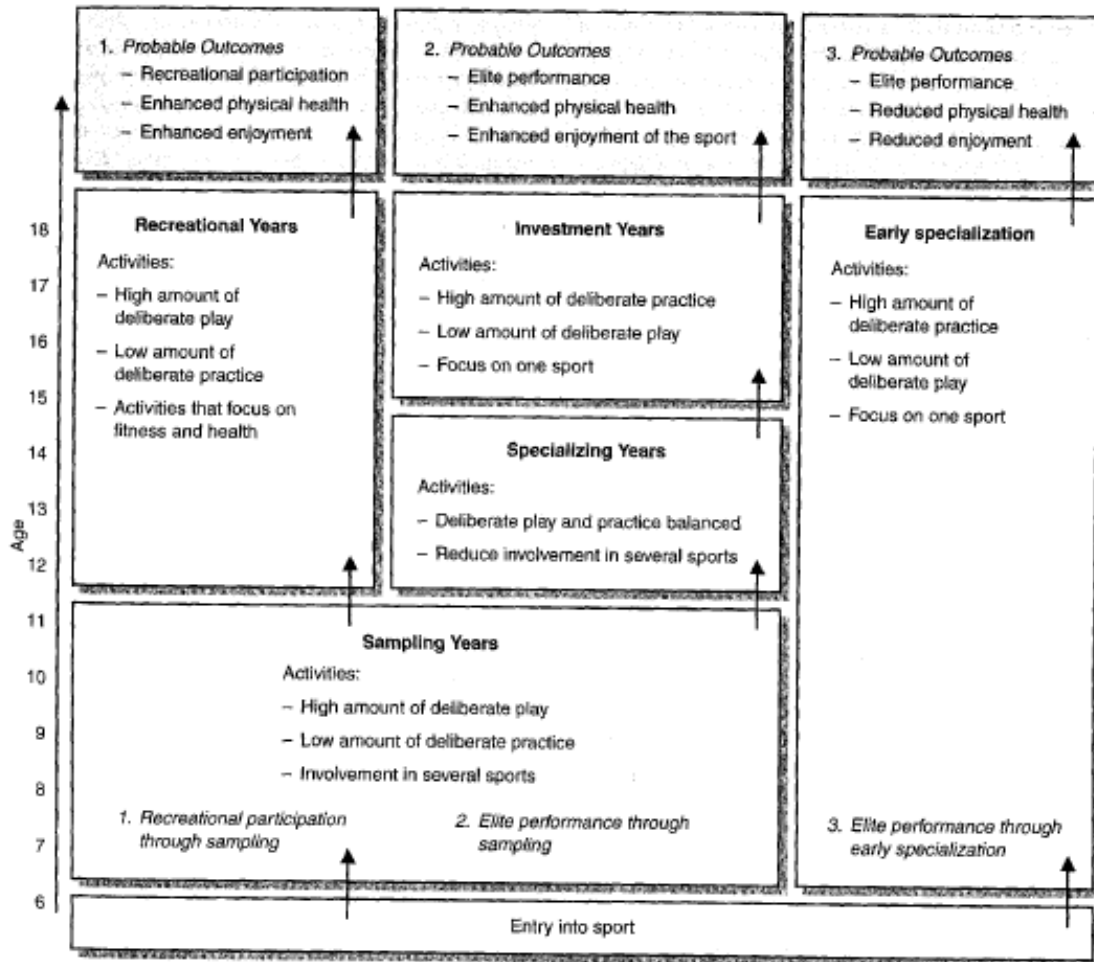 1. Probable Outcomes
– Recreational participation
– Enhanced physical health
– Enhanced enjoyment
2. Probable Outcomes
– Elite performance
– Enhanced physical health
– Enhanced enjoyment of the sport
3. Probable Outcomes
– Elite performance
– Reduced physical health
– Reduced enjoyment
Age
18
17
16
15
14
13
12
11
10
9
8
7
6
Recreational Years
Activities:
– High amount of
deliberate play
– Low amount of
deliberate practice
– Activities that focus on
fitness and health
Investment Years
Activities:
– High amount of deliberate practice
– Low amount of deliberate play
– Focus on one sport
Specializing Years
Activities:
– Deliberate play and practice balanced
– Reduce involvement in several sports
Early specialization
Activities:
– High amount of
deliberate practice
– Low amount of
deliberate play
– Focus on one sport
Sampling Years
Activities:
– High amount of deliberate play
– Low amount of deliberate practice
– Involvement in several sports
1. Recreational participation
through sampling
2. Elite performance through
sampling
3. Elite performance through
early specialization
Entry into sport